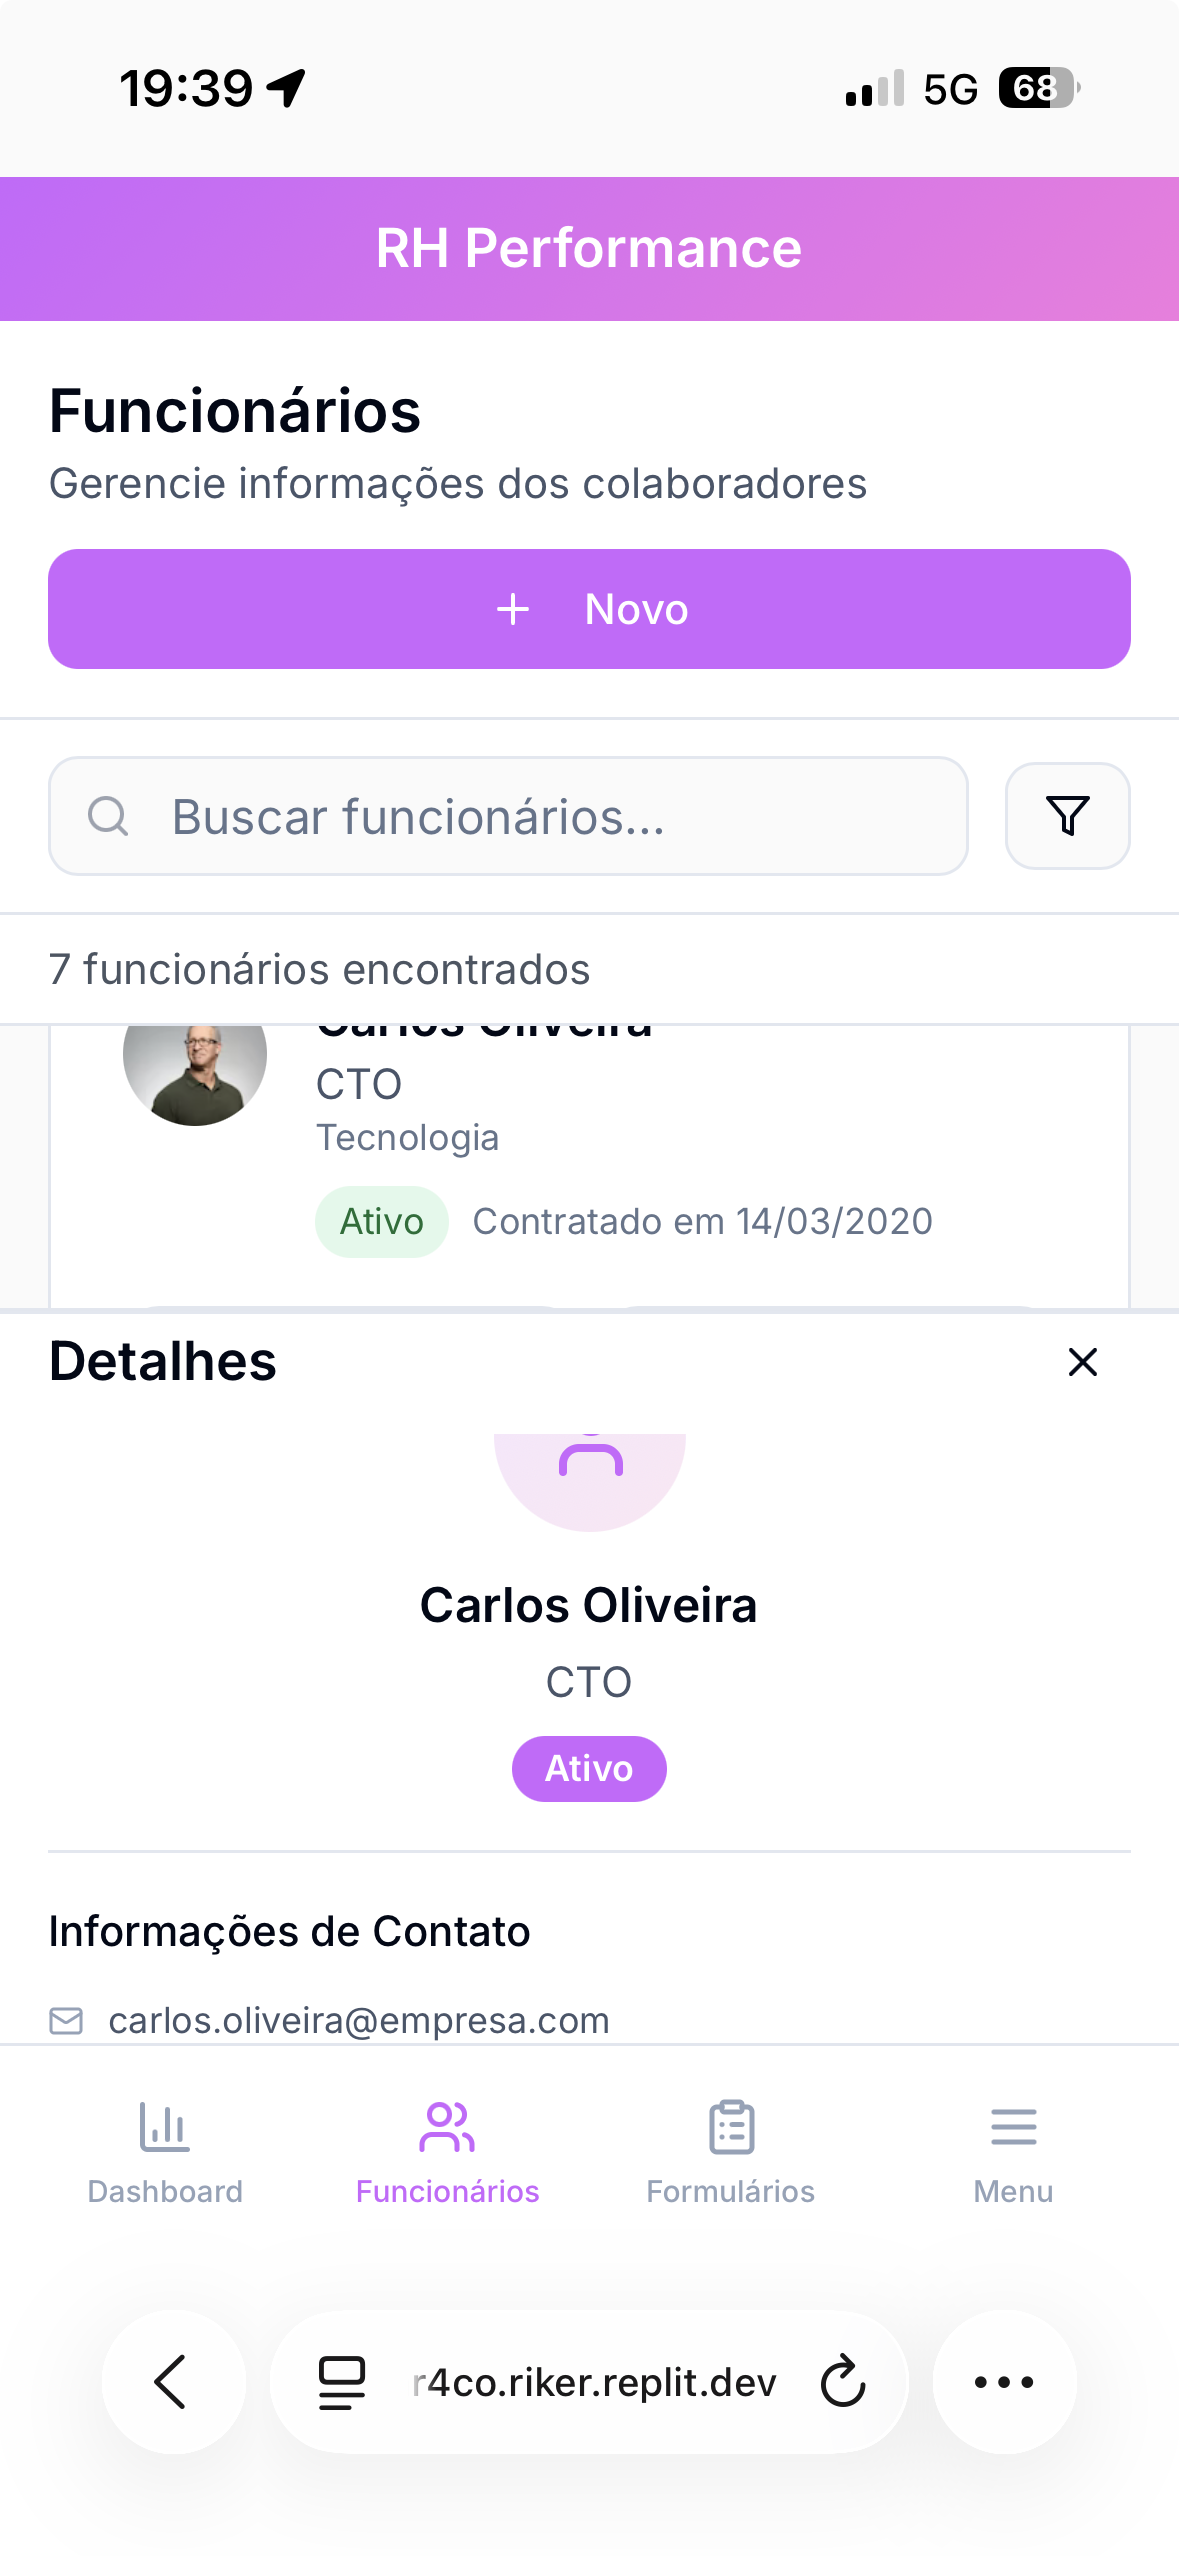 19:39
5G
68
RH Performance
Funcionários
Gerencie informações dos colaboradores
+ Novo
Buscar funcionários...
7 funcionários encontrados
Carlos Oliveira
CTO
Tecnologia
Ativo
Contratado em 14/03/2020
Detalhes
Carlos Oliveira
CTO
Ativo
Informações de Contato
carlos.oliveira@empresa.com
Dashboard
Funcionários
Formulários
Menu
r4co.riker.replit.dev